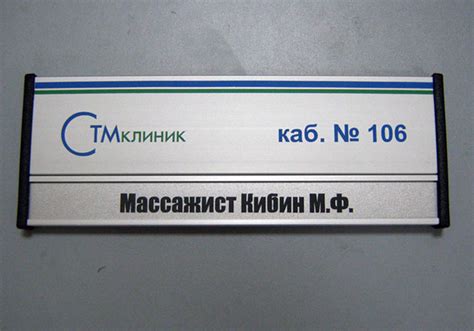 СТМклиник каб. № 106
Массажист Кибин М.Ф.